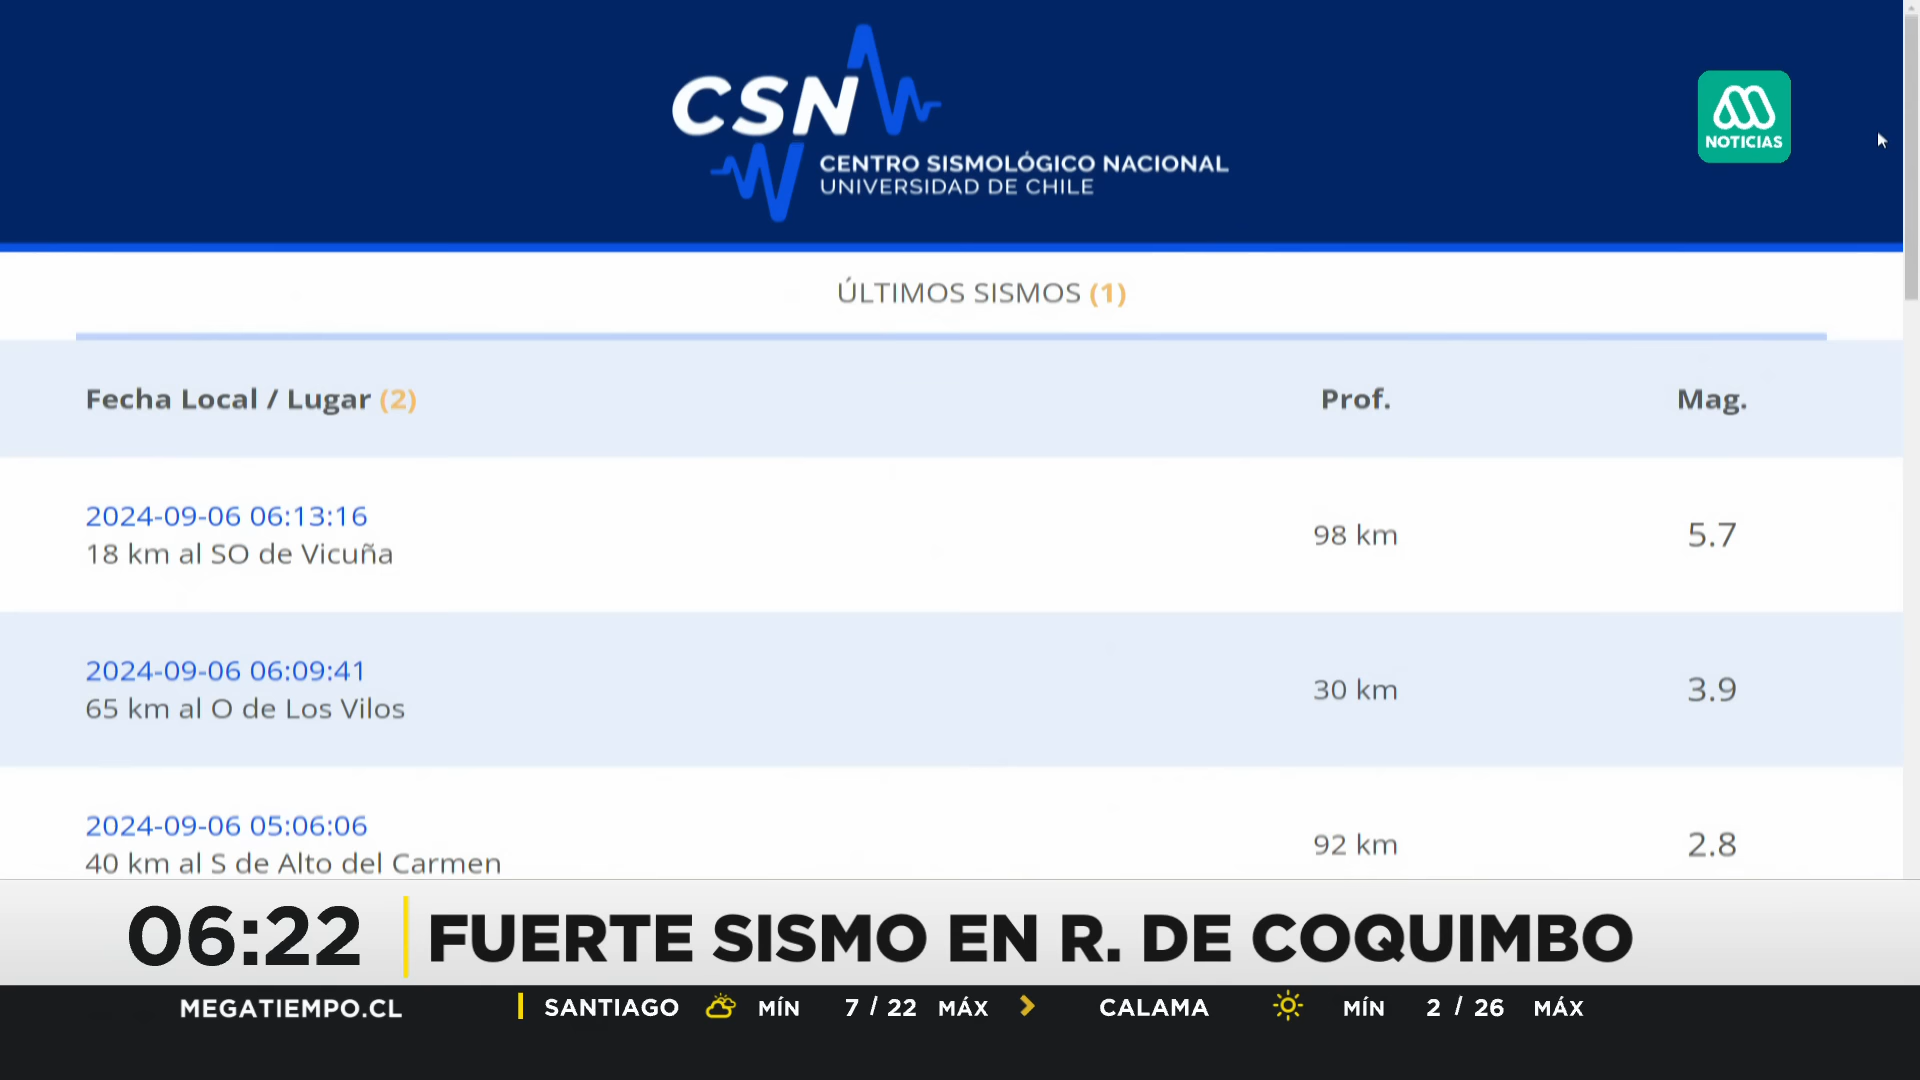 CSN
CENTRO SISMOLÓGICO NACIONAL
UNIVERSIDAD DE CHILE
NOTICIAS
ÚLTIMOS SISMOS (1)
Fecha Local / Lugar (2) Prof. Mag.
2024-09-06 06:13:16
18 km al SO de Vicuña 98 km 5.7
2024-09-06 06:09:41
65 km al O de Los Vilos 30 km 3.9
2024-09-06 05:06:06
40 km al S de Alto del Carmen 92 km 2.8
06:22 FUERTE SISMO EN R. DE COQUIMBO
MEGATIEMPO.CL SANTIAGO MÍN 7 / 22 MÁX CALAMA MÍN 2 / 26 MÁX